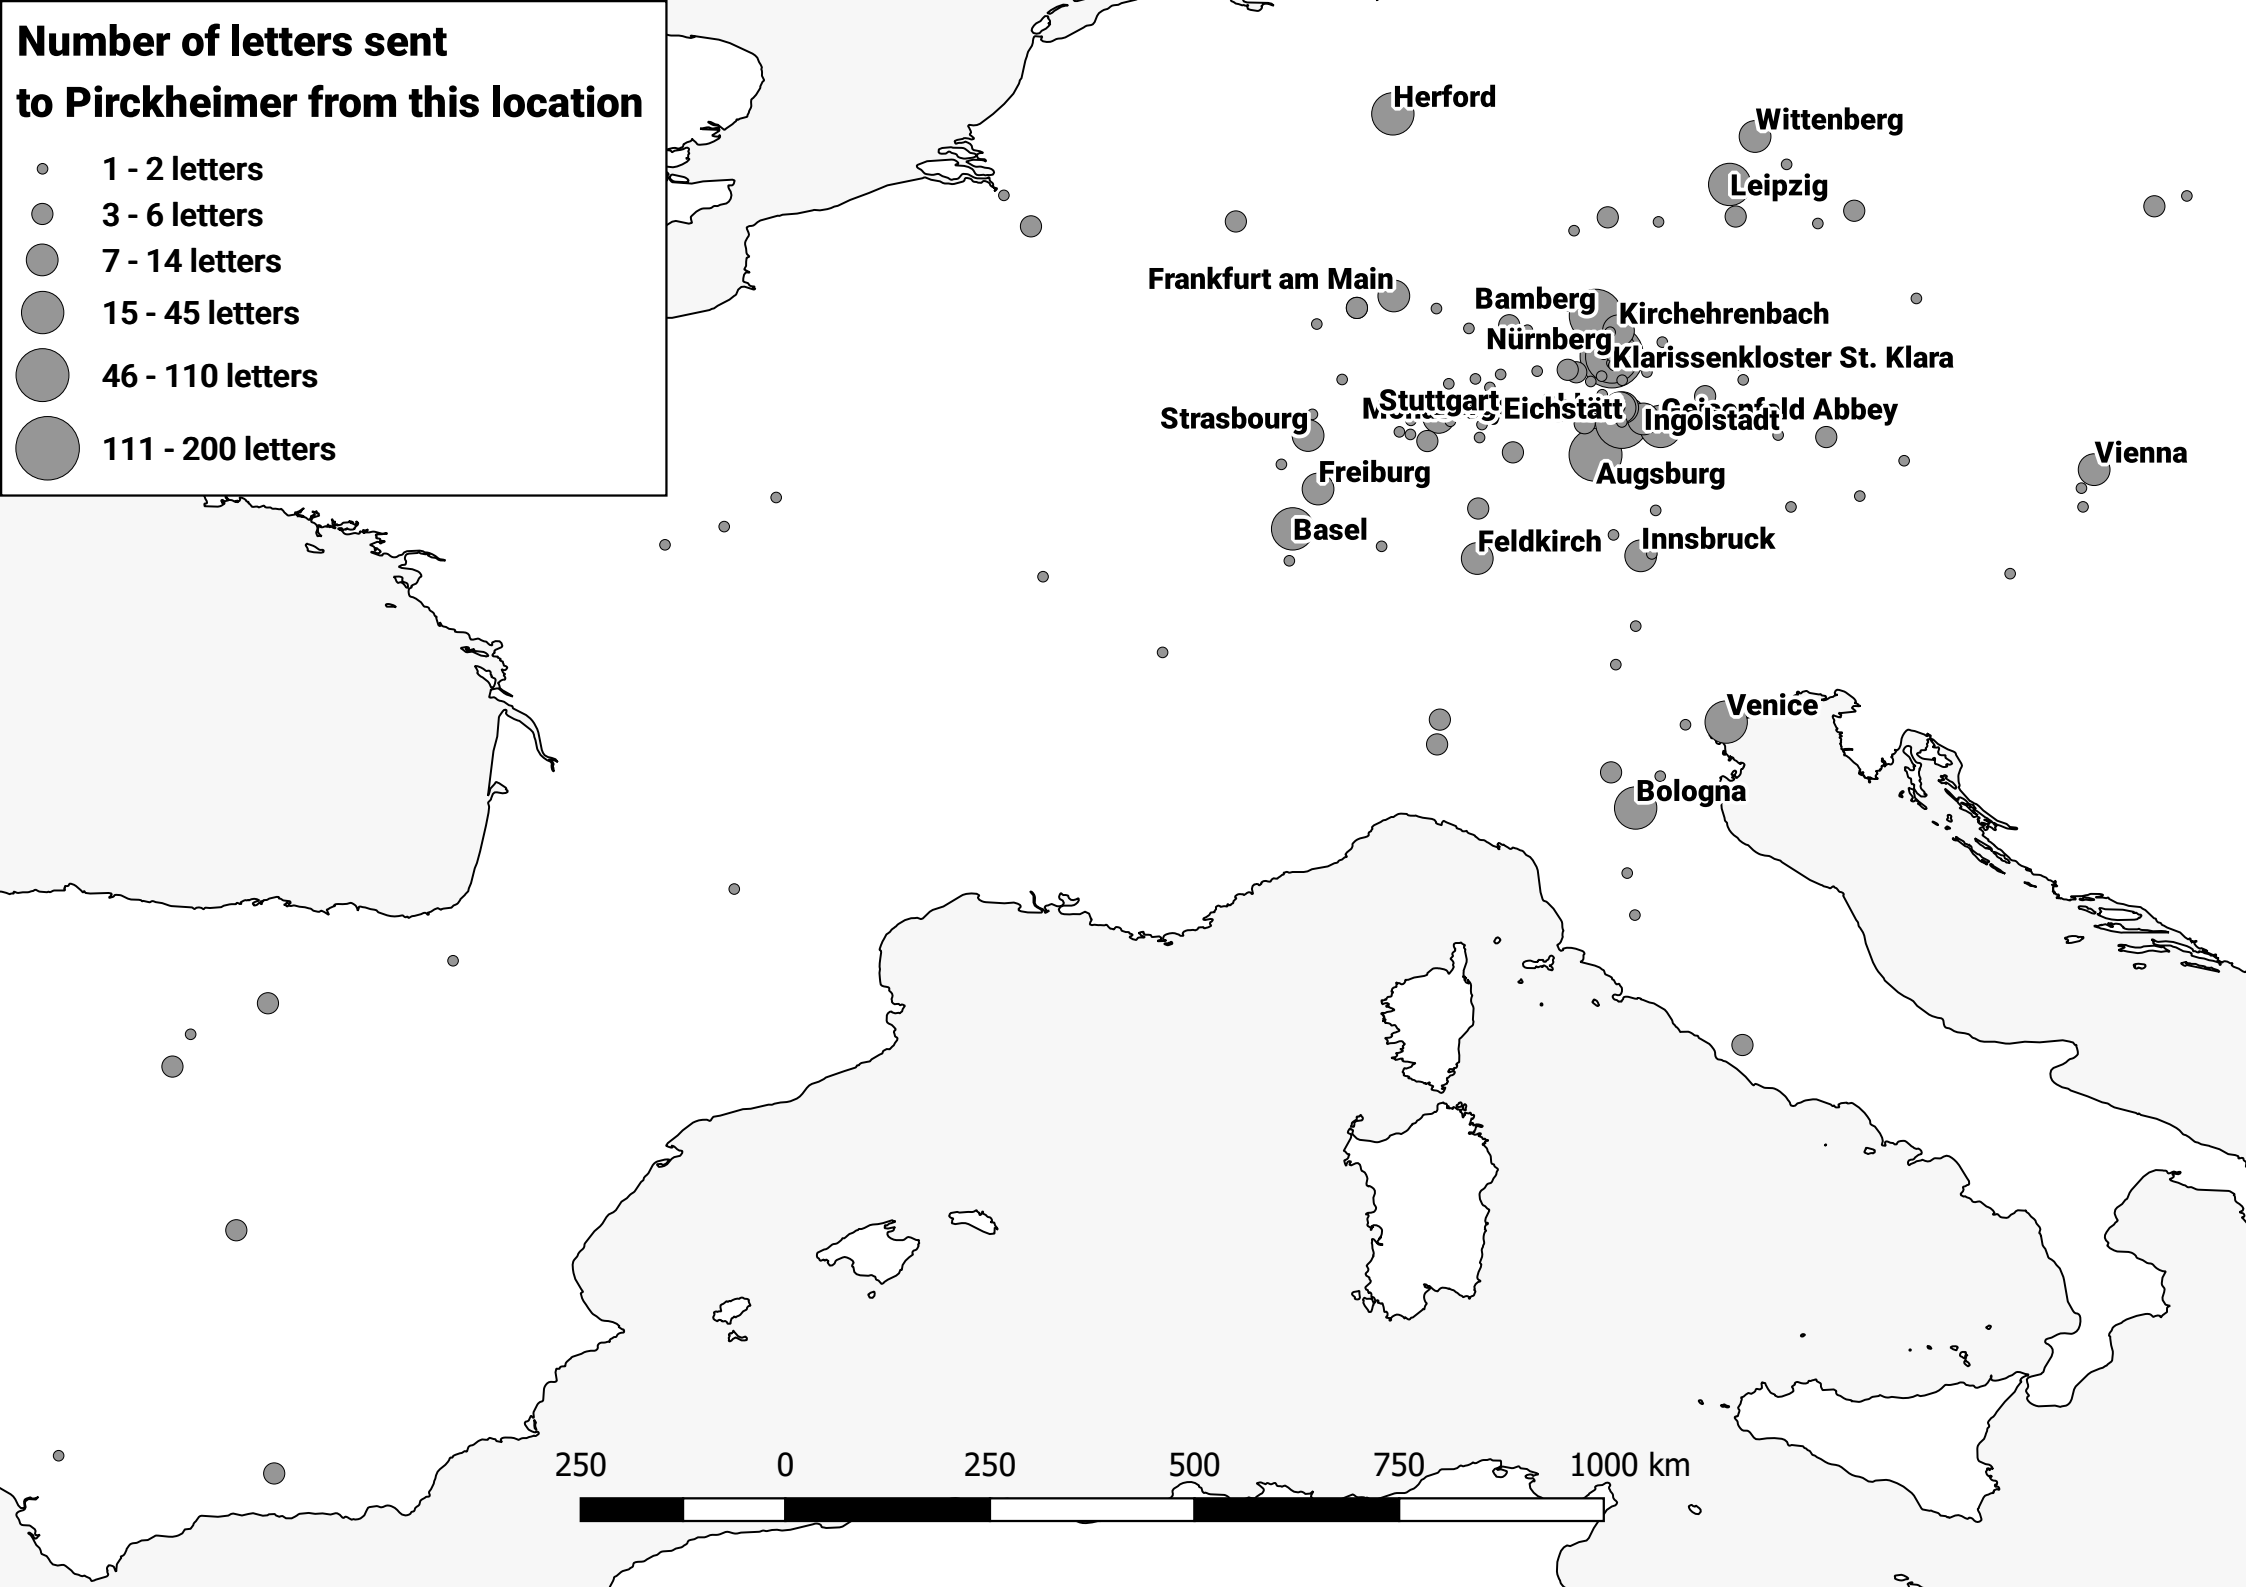 Number of letters sent
to Pirckheimer from this location
1 - 2 letters
3 - 6 letters
7 - 14 letters
15 - 45 letters
46 - 110 letters
111 - 200 letters
Herford
Wittenberg
Leipzig
Frankfurt am Main
Bamberg
Kirchehrenbach
Nürnberg
Klarissenkloster St. Klara
Stuttgart
Eichstätt
Geisenfeld Abbey
Ingolstadt
Strasbourg
Augsburg
Vienna
Freiburg
Basel
Feldkirch
Innsbruck
Venice
Bologna
250 0 250 500 750 1000 km